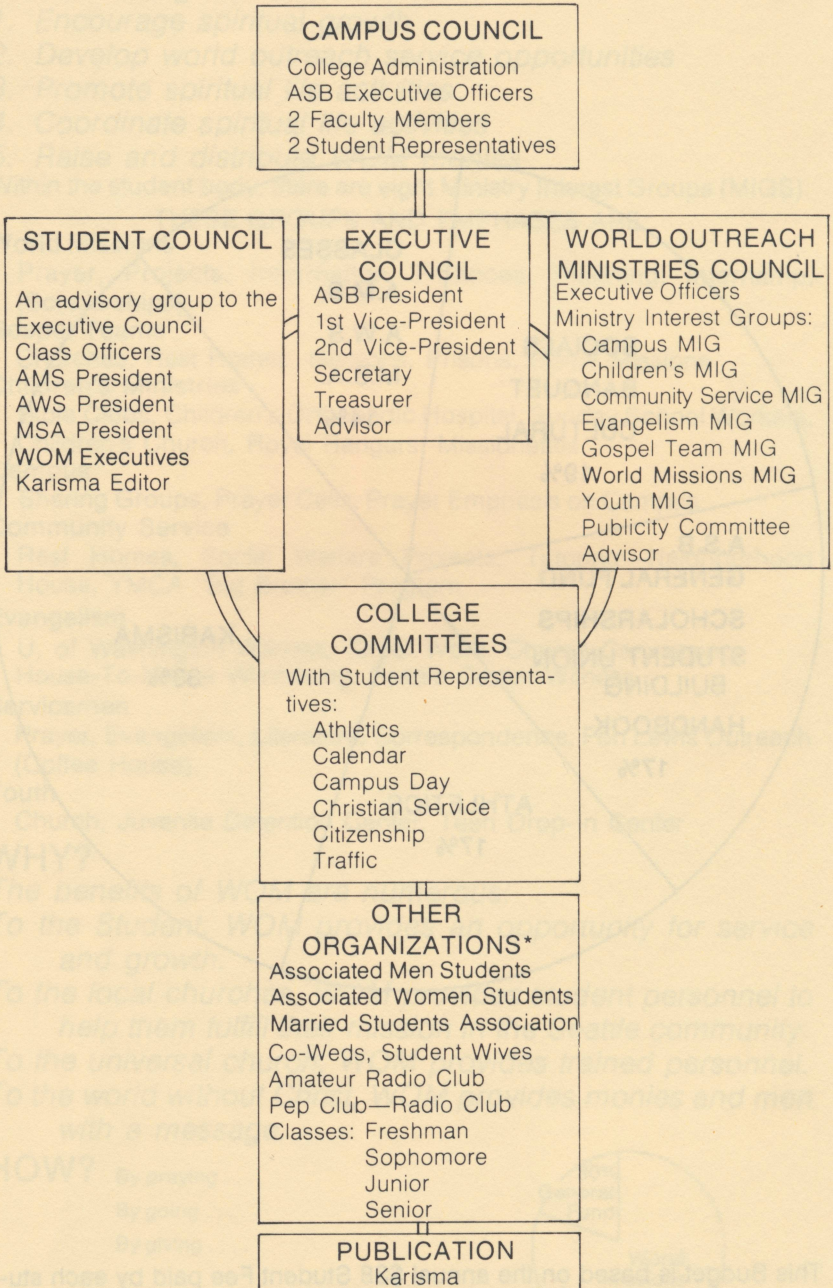 CAMPUS COUNCIL
College Administration
ASB Executive Officers
2 Faculty Members
2 Student Representatives
STUDENT COUNCIL
An advisory group to the
Executive Council
Class Officers
AMS President
AWS President
MSA President
WOM Executives
Karisma Editor
EXECUTIVE
COUNCIL
ASB President
1st Vice-President
2nd Vice-President
Secretary
Treasurer
Advisor
WORLD OUTREACH
MINISTRIES COUNCIL
Executive Officers
Ministry Interest Groups:
Campus MIG
Children's MIG
Community Service MIG
Evangelism MIG
Gospel Team MIG
World Missions MIG
Youth MIG
Publicity Committee
Advisor
COLLEGE
COMMITTEES
With Student Representa-
tives:
Athletics
Calendar
Campus Day
Christian Service
Citizenship
Traffic
OTHER
ORGANIZATIONS*
Associated Men Students
Associated Women Students
Married Students Association
Co-Weds, Student Wives
Amateur Radio Club
Pep Club—Radio Club
Classes: Freshman
Sophomore
Junior
Senior
PUBLICATION
Karisma